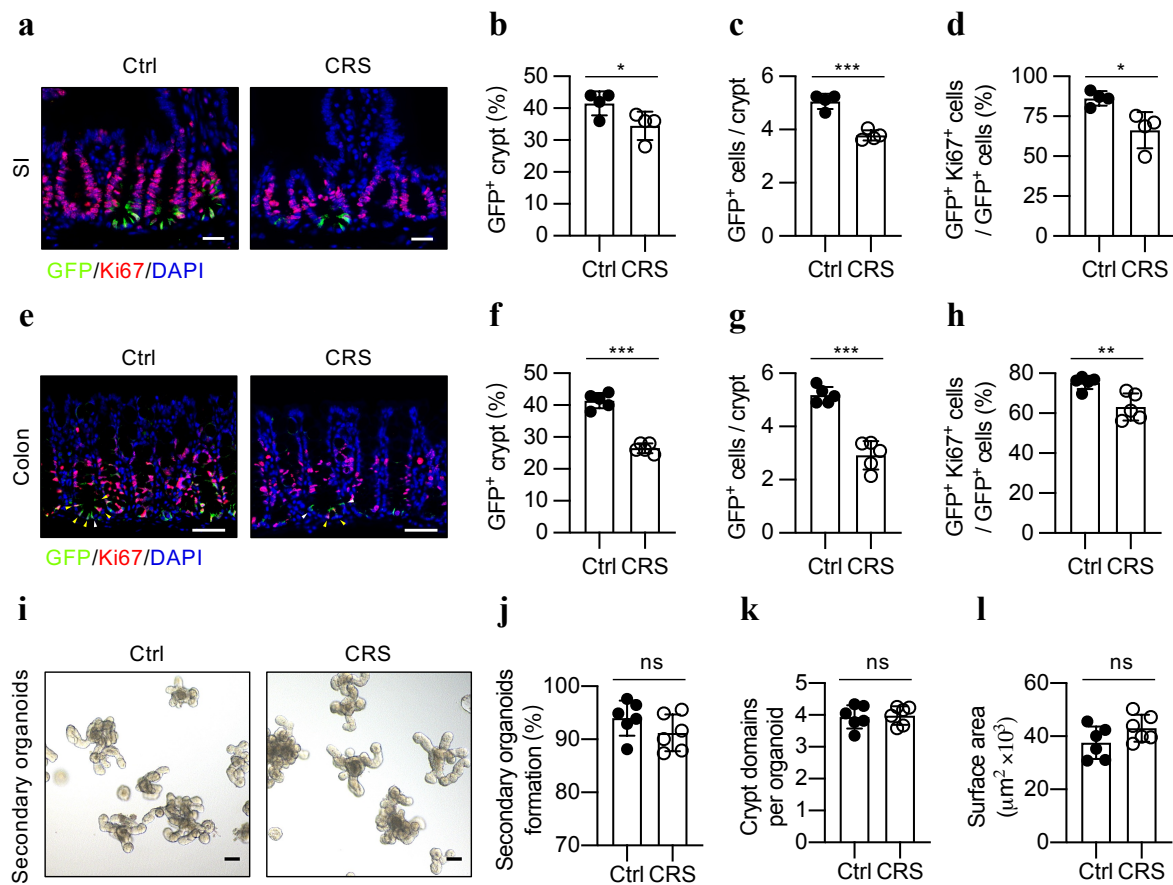 a
Ctrl
CRS
SI
GFP/Ki67/DAPI
b
*
GFP⁺ crypt (%)
50
40
30
20
10
0
Ctrl CRS
c
***
GFP⁺ cells / crypt
6
4
2
0
Ctrl CRS
d
*
GFP⁺ Ki67⁺ cells
/ GFP⁺ cells (%)
100
75
50
25
0
Ctrl CRS
e
Ctrl
CRS
Colon
GFP/Ki67/DAPI
f
***
GFP⁺ crypt (%)
50
40
30
20
10
0
Ctrl CRS
g
***
GFP⁺ cells / crypt
6
4
2
0
Ctrl CRS
h
**
GFP⁺ Ki67⁺ cells
/ GFP⁺ cells (%)
80
60
40
20
0
Ctrl CRS
i
Ctrl
CRS
Secondary organoids
j
ns
Secondary organoids
formation (%)
100
90
80
70
Ctrl CRS
k
ns
Crypt domains
per organoid
5
4
3
2
1
0
Ctrl CRS
l
ns
Surface area
(μm² ×10³)
60
40
20
0
Ctrl CRS